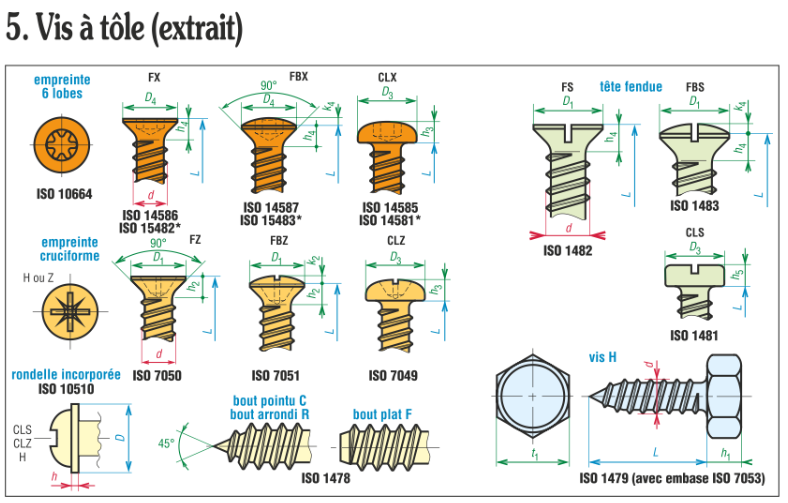 5. Vis à tôle (extrait)
empreinte
6 lobes
ISO 10664
FX
D4
h4
L
d
ISO 14586
ISO 15482*
FBX
90°
D4
k4
h4
L
ISO 14587
ISO 15483*
CLX
D3
h3
L
ISO 14585
ISO 14581*
tête fendue
FS
D1
h4
L
d
ISO 1482
FBS
D1
k4
h4
L
ISO 1483
empreinte
cruciforme
H ou Z
FZ
90°
D1
h2
L
d
ISO 7050
FBZ
D1
k2
h2
L
ISO 7051
CLZ
D3
h3
L
ISO 7049
CLS
D3
h5
L
ISO 1481
rondelle incorporée
ISO 10510
CLS
CLZ
H
D
h
bout pointu C
bout arrondi R
45°
bout plat F
ISO 1478
vis H
d
t1
L
h1
ISO 1479 (avec embase ISO 7053)